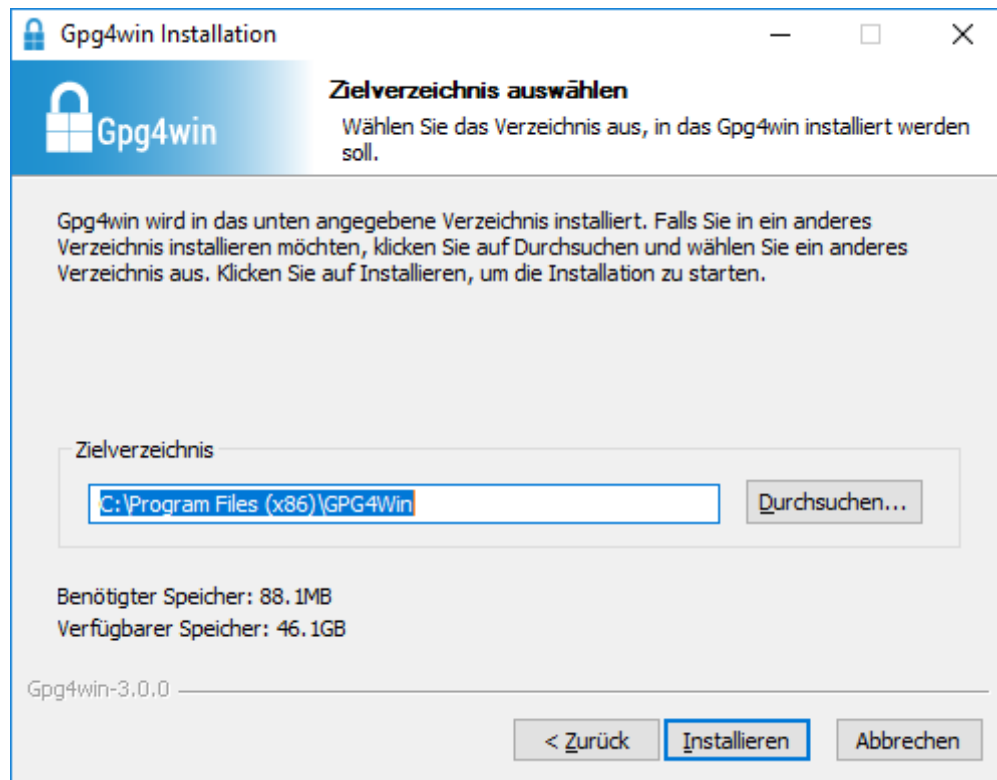 Gpg4win Installation
Gpg4win
Zielverzeichnis auswählen
Wählen Sie das Verzeichnis aus, in das Gpg4win installiert werden
soll.
Gpg4win wird in das unten angegebene Verzeichnis installiert. Falls Sie in ein anderes
Verzeichnis installieren möchten, klicken Sie auf Durchsuchen und wählen Sie ein anderes
Verzeichnis aus. Klicken Sie auf Installieren, um die Installation zu starten.
Zielverzeichnis
C:\Program Files (x86)\GPG4Win
Durchsuchen...
Benötigter Speicher: 88.1MB
Verfügbarer Speicher: 46.1GB
Gpg4win-3.0.0
< Zurück
Installieren
Abbrechen